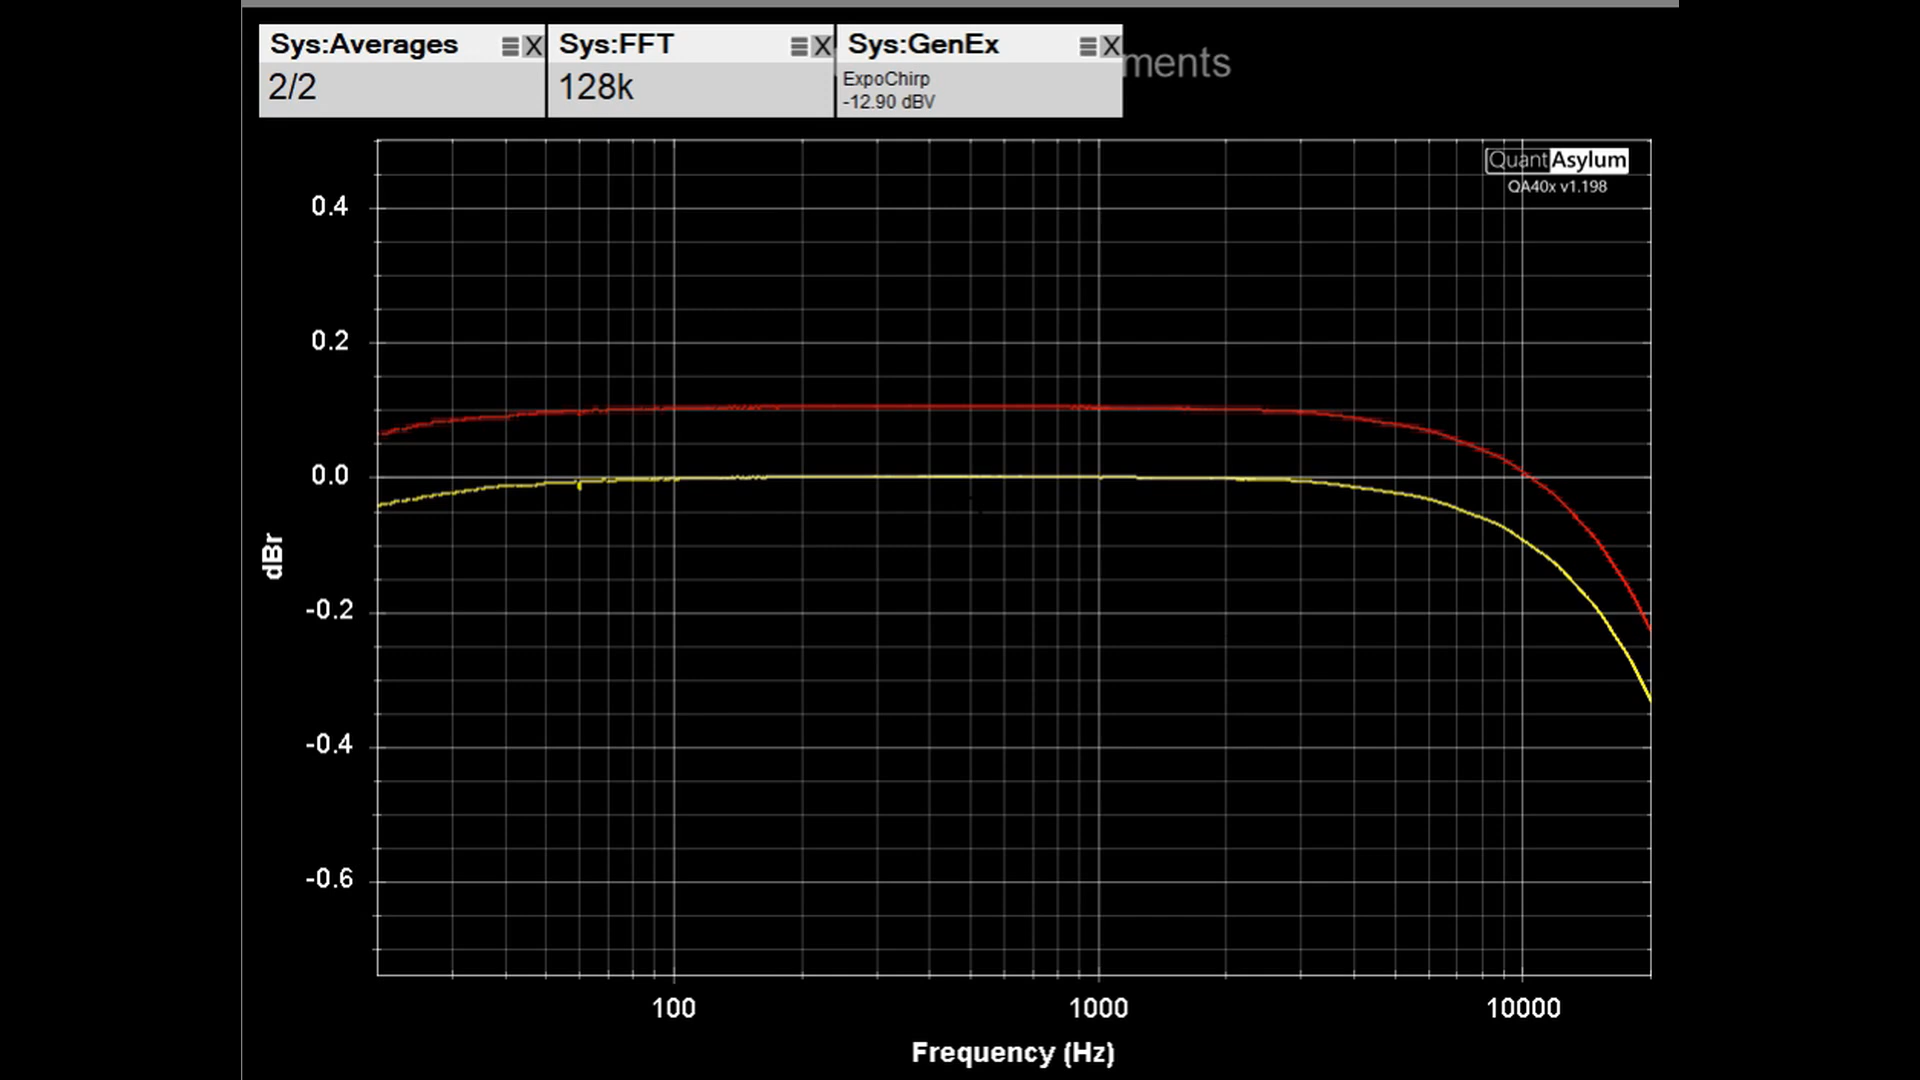 Sys:Averages X Sys:FFT X Sys:GenEx X
2/2 128k ExpoChirp
-12.90 dBV
ments
QuantAsylum
QA40x v1.198
0.4
0.2
0.0
-0.2
-0.4
-0.6
dBr
100 1000 10000
Frequency (Hz)